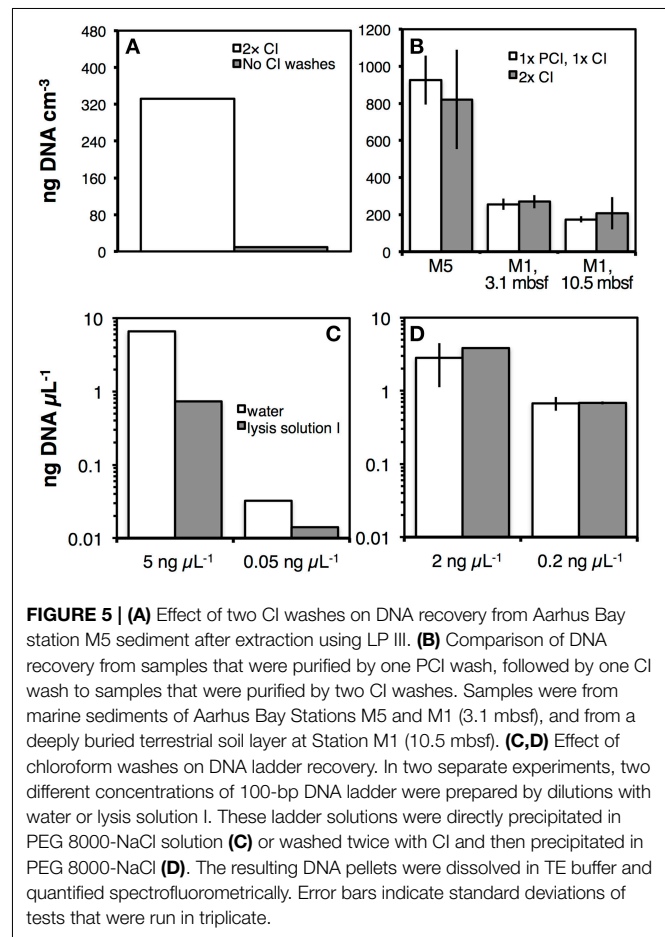 A
2× CI
No CI washes
480
400
320
240
160
80
0
ng DNA cm-3
B
1x PCI, 1x CI
2x CI
1200
1000
800
600
400
200
0
M5
M1,
3.1 mbsf
M1,
10.5 mbsf
C
water
lysis solution I
10
1
0.1
0.01
ng DNA µL-1
5 ng µL-1
0.05 ng µL-1
D
10
1
0.1
0.01
2 ng µL-1
0.2 ng µL-1
FIGURE 5 | (A) Effect of two CI washes on DNA recovery from Aarhus Bay
station M5 sediment after extraction using LP III. (B) Comparison of DNA
recovery from samples that were purified by one PCI wash, followed by one CI
wash to samples that were purified by two CI washes. Samples were from
marine sediments of Aarhus Bay Stations M5 and M1 (3.1 mbsf), and from a
deeply buried terrestrial soil layer at Station M1 (10.5 mbsf). (C,D) Effect of
chloroform washes on DNA ladder recovery. In two separate experiments, two
different concentrations of 100-bp DNA ladder were prepared by dilutions with
water or lysis solution I. These ladder solutions were directly precipitated in
PEG 8000-NaCl solution (C) or washed twice with CI and then precipitated in
PEG 8000-NaCl (D). The resulting DNA pellets were dissolved in TE buffer and
quantified spectrofluorometrically. Error bars indicate standard deviations of
tests that were run in triplicate.